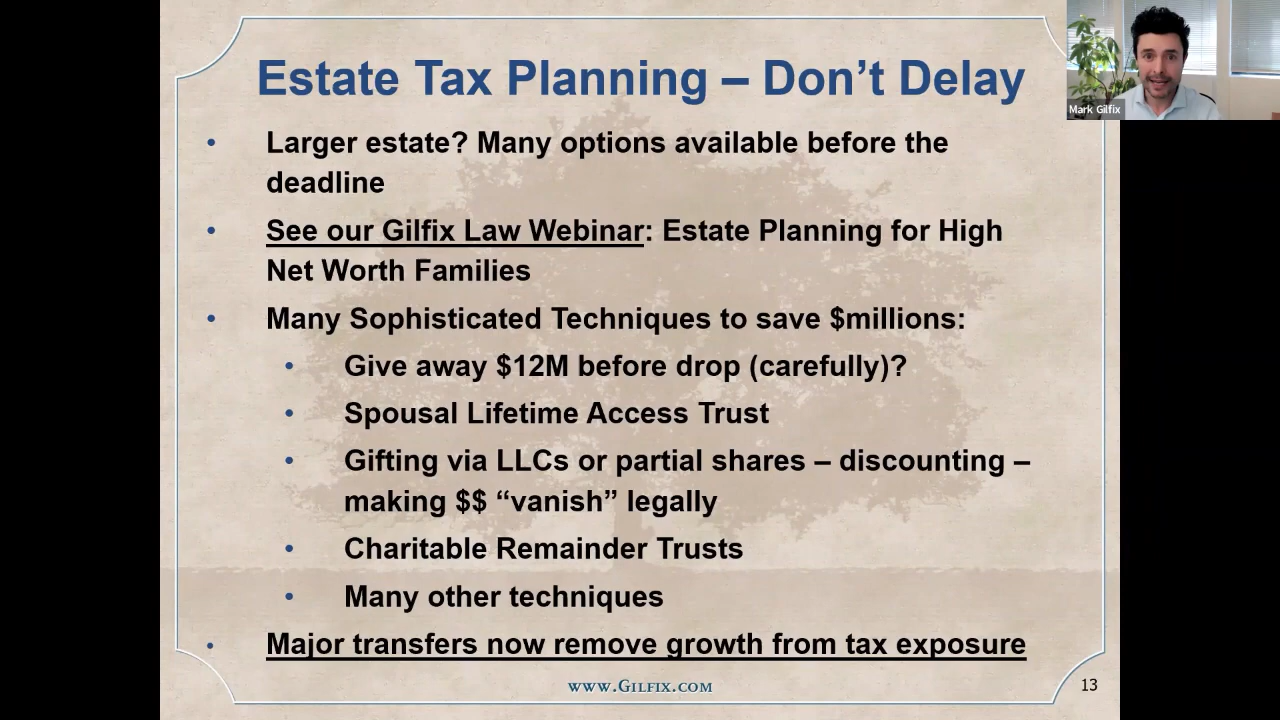 Estate Tax Planning – Don’t Delay
Mark Gilfix
• Larger estate? Many options available before the
deadline
• See our Gilfix Law Webinar: Estate Planning for High
Net Worth Families
• Many Sophisticated Techniques to save $millions:
• Give away $12M before drop (carefully)?
• Spousal Lifetime Access Trust
• Gifting via LLCs or partial shares – discounting –
making $$ “vanish” legally
• Charitable Remainder Trusts
• Many other techniques
• Major transfers now remove growth from tax exposure
www.Gilfix.com
13